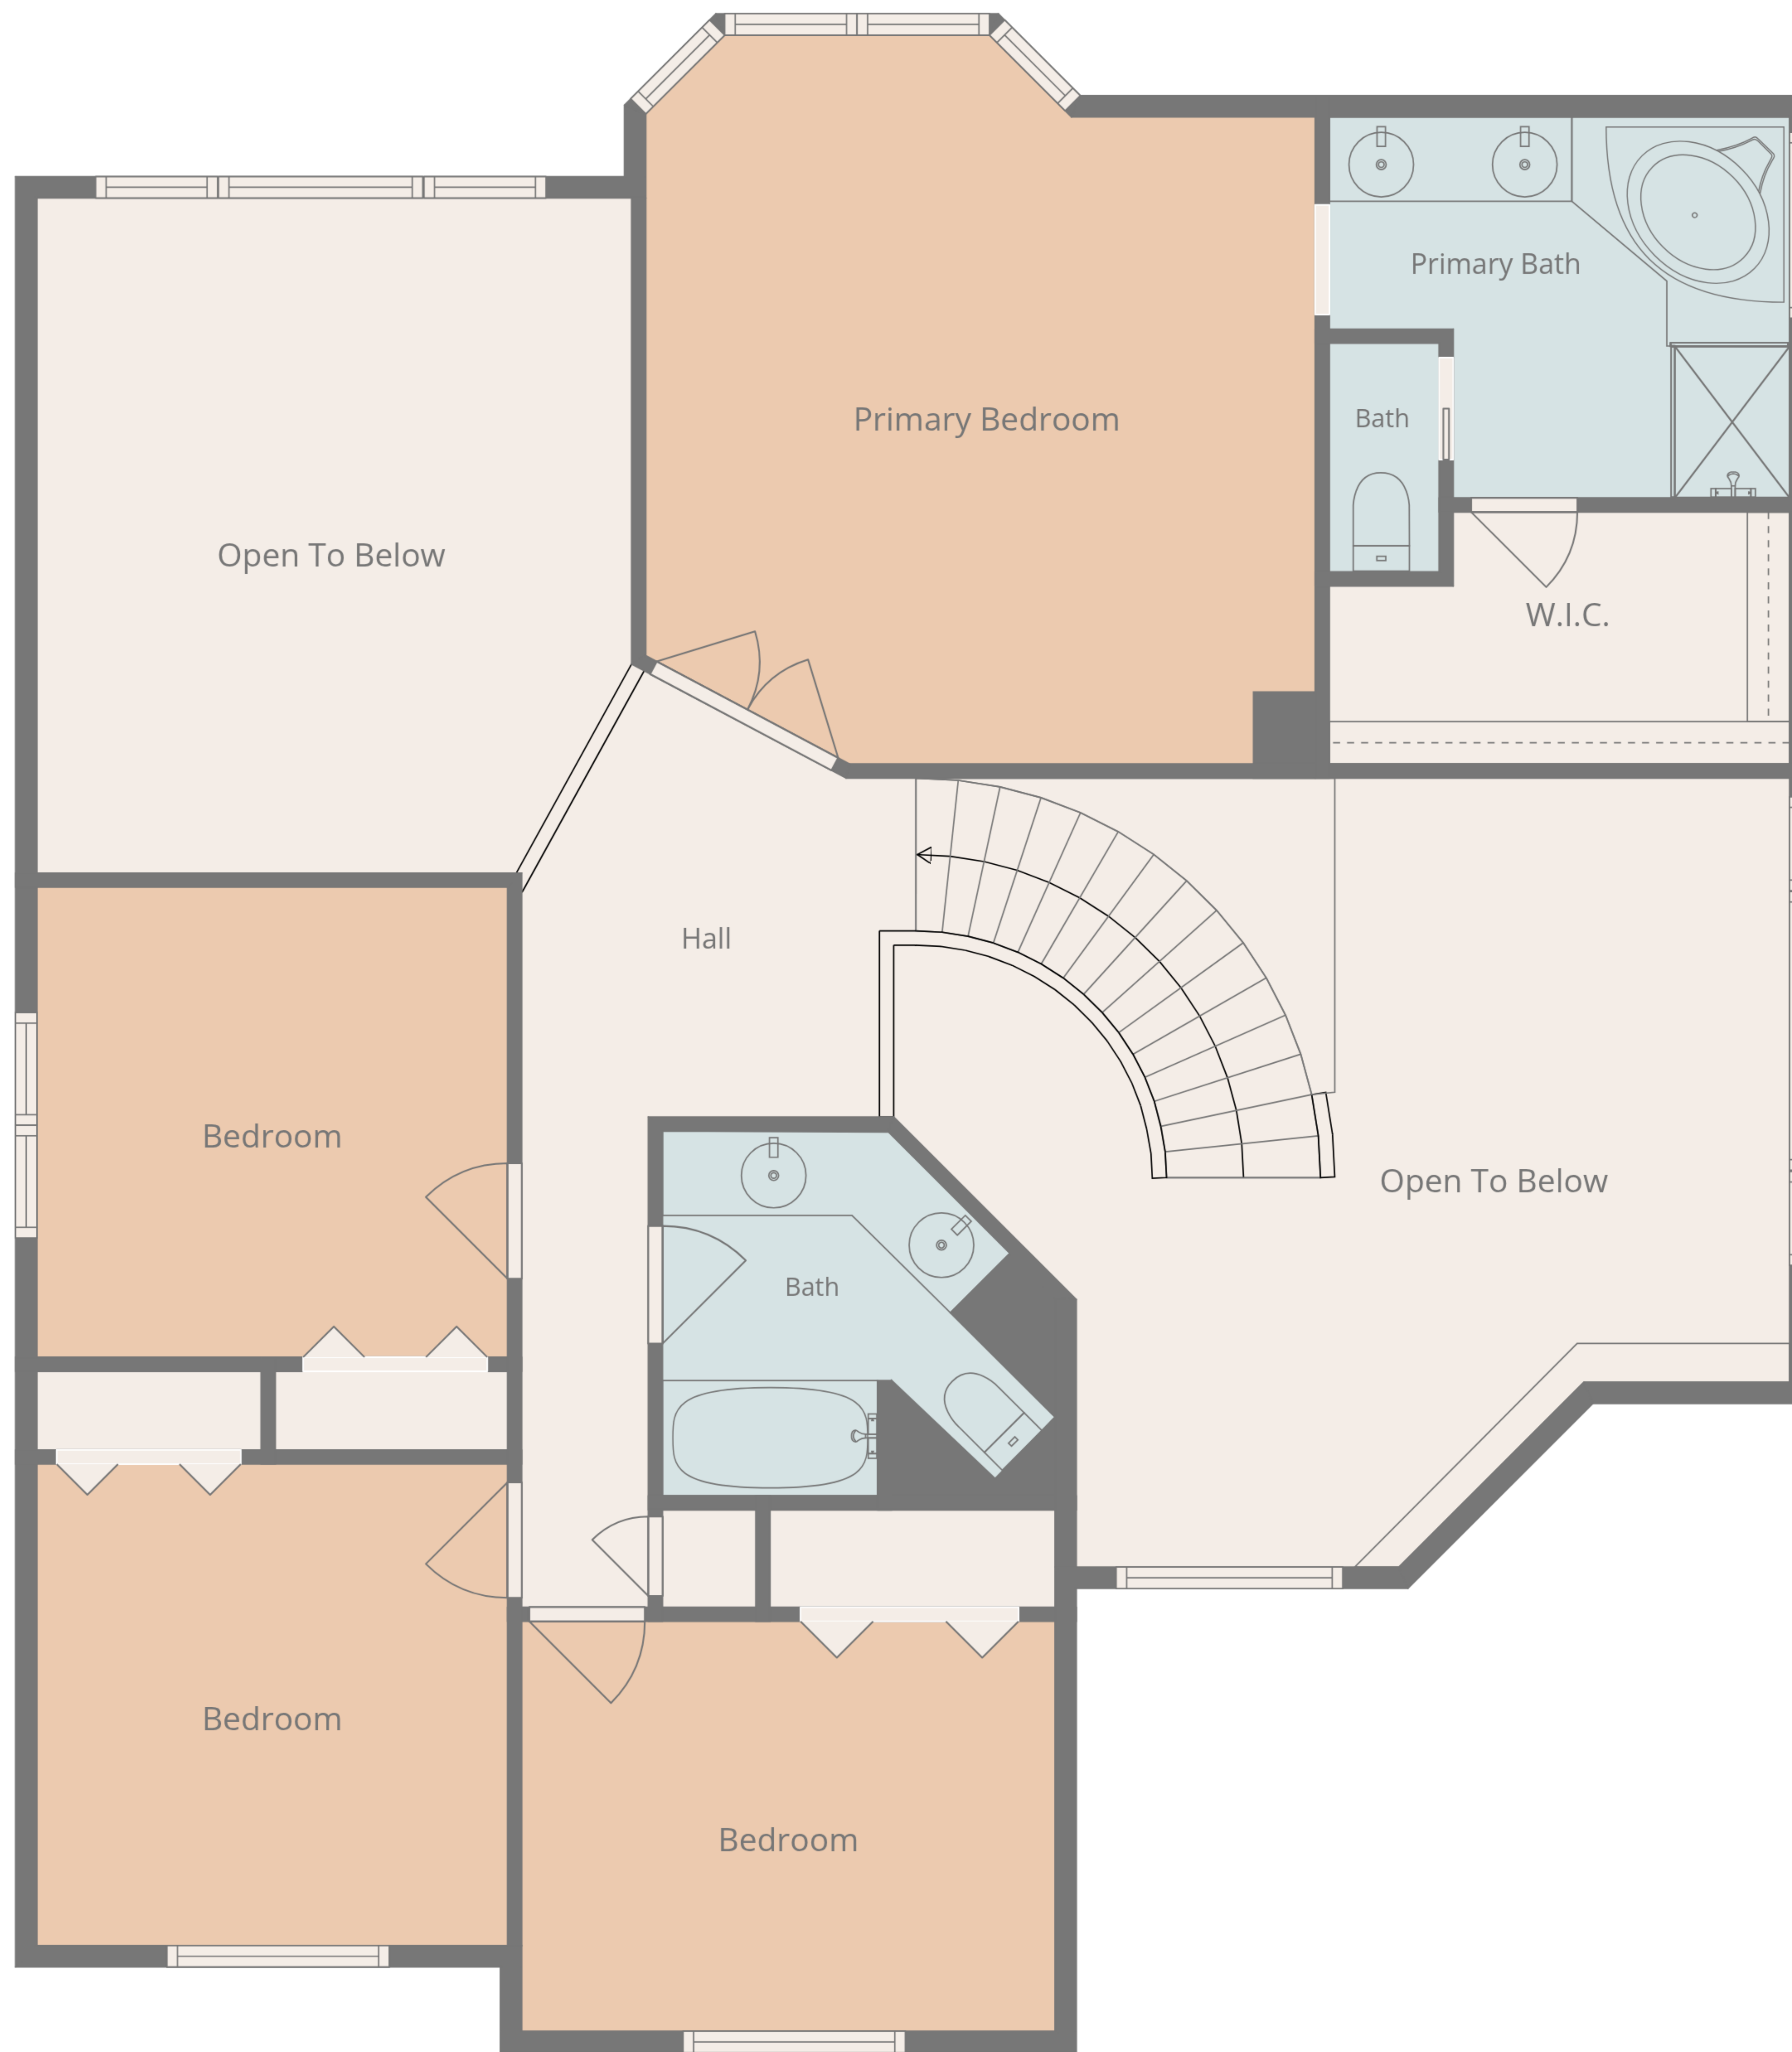 Primary Bath
Primary Bedroom
Bath
Open To Below
W.I.C.
Hall
Bedroom
Open To Below
Bath
Bedroom
Bedroom